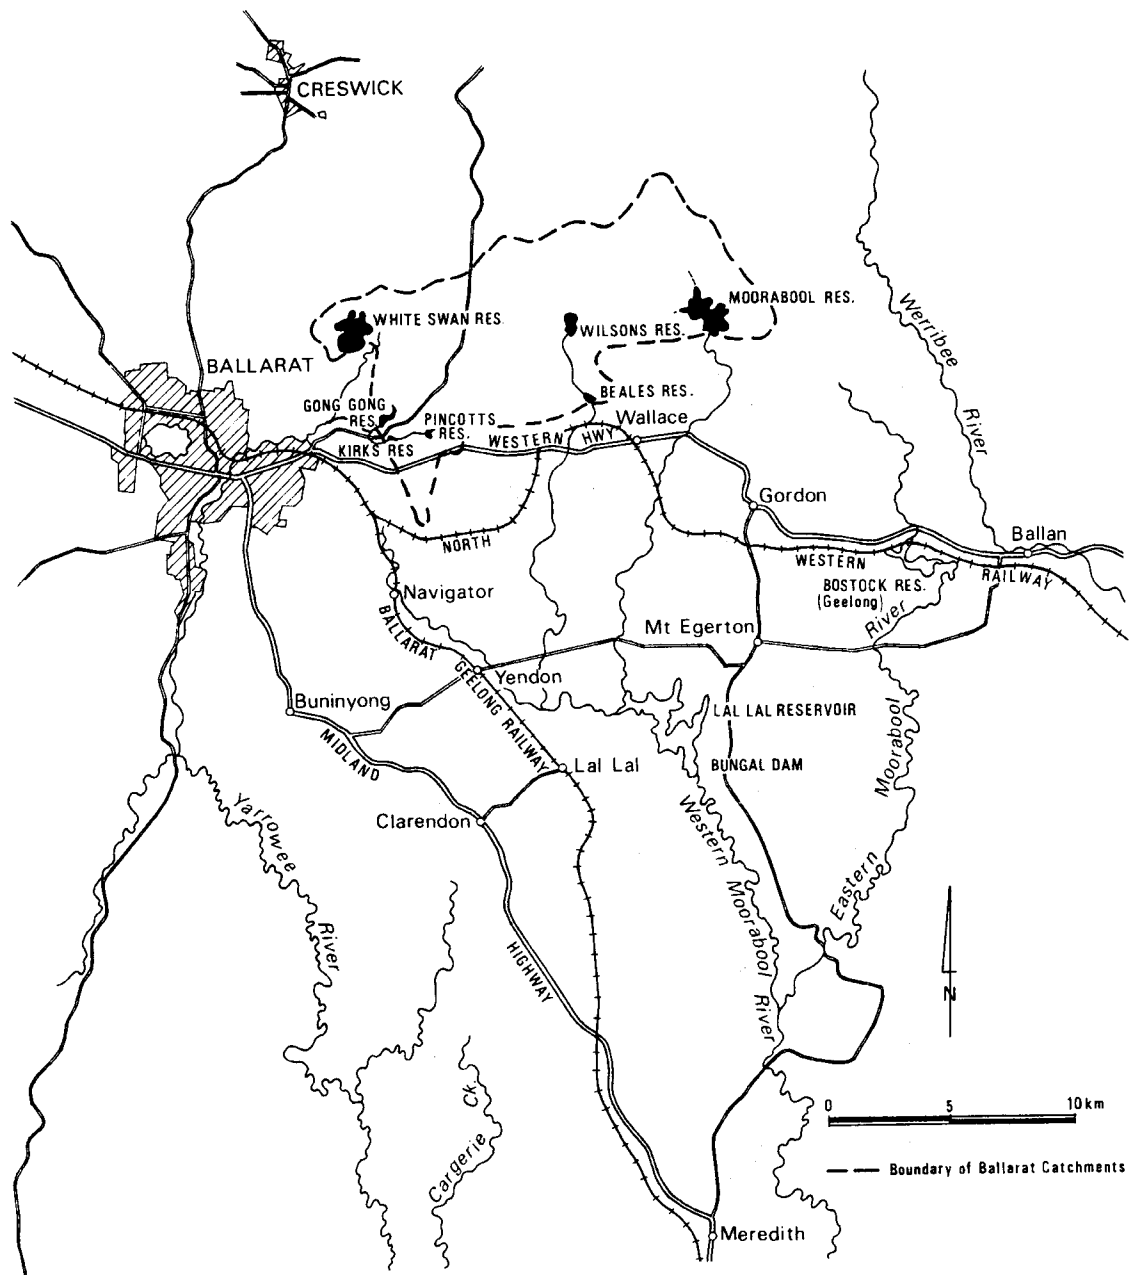 CRESWICK
MOORABOOL RES.
WHITE SWAN RES
WILSONS RES.
Werribee
River
BALLARAT
BEALES RES.
GONG GONG
RES.
PINCOTTS
RES.
Wallace
KIRKS RES
WESTERN HWY
Gordon
NORTH
WESTERN
RAILWAY
Ballan
BOSTOCK RES.
(Geelong)
Navigator
BALLARAT
GEELONG RAILWAY
Mt Egerton
River
Yendon
Buninyong
LAL LAL RESERVOIR
Moorabool
MIDLAND
Lal Lal
BUNGAL DAM
Clarendon
Yarrowee
River
Western Moorabool River
Eastern
HIGHWAY
N
Cargerie Ck.
0 5 10 km
Boundary of Ballarat Catchments
Meredith